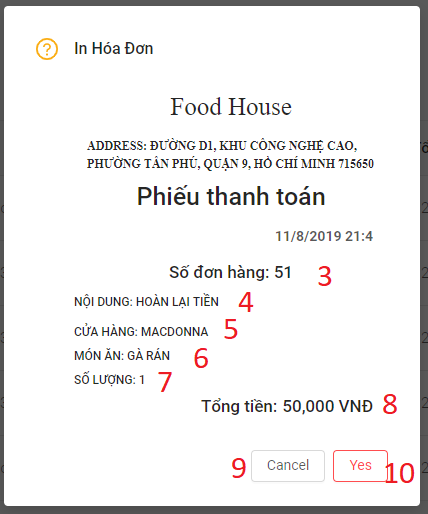 In Hóa Đơn
Food House
ADDRESS: ĐƯỜNG D1, KHU CÔNG NGHỆ CAO,
PHƯỜNG TÂN PHÚ, QUẬN 9, HỒ CHÍ MINH 715650
Phiếu thanh toán
11/8/2019 21:4
Số đơn hàng: 51 3
NỘI DUNG: HOÀN LẠI TIỀN 4
CỬA HÀNG: MACDONNA 5
MÓN ĂN: GÀ RÁN 6
SỐ LƯỢNG: 1 7
Tổng tiền: 50,000 VNĐ 8
9 Cancel Yes 10